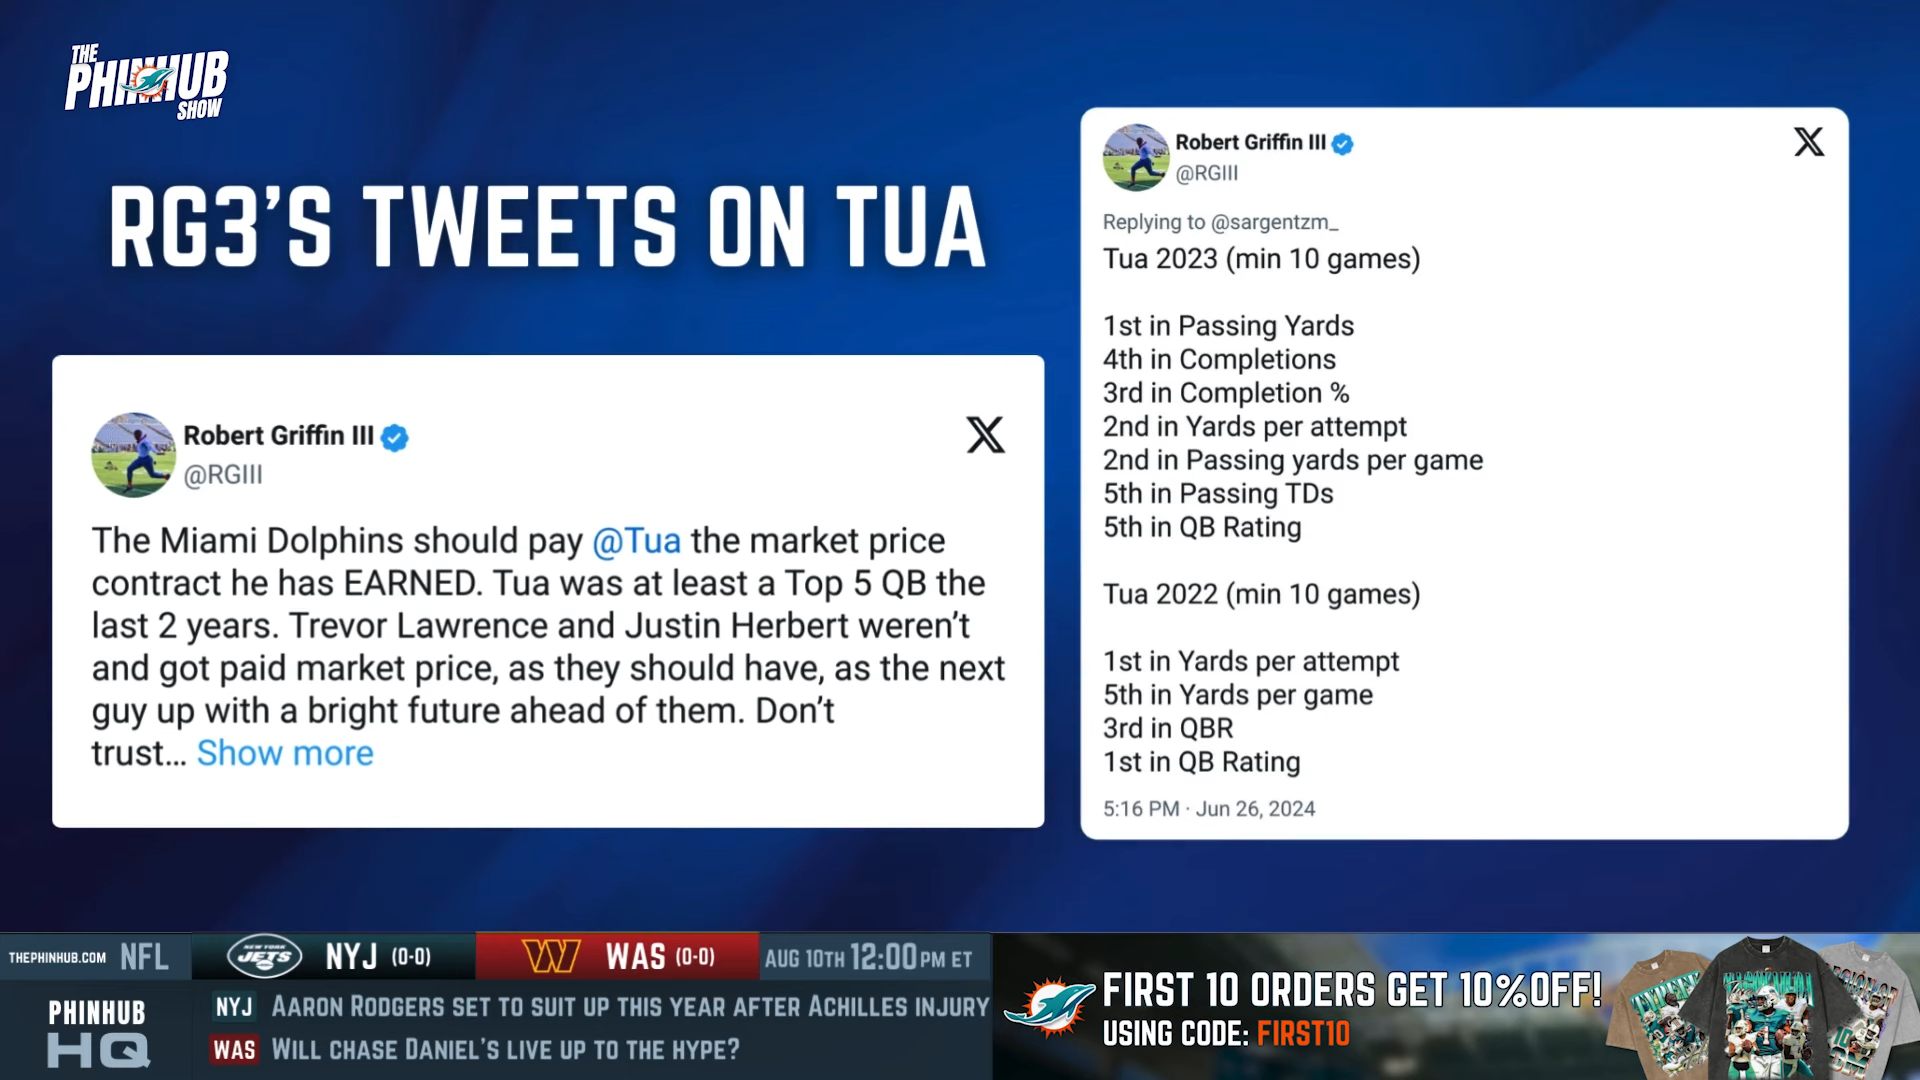 THE
PHINHUB
SHOW
RG3'S TWEETS ON TUA
Robert Griffin III
@RGIII
The Miami Dolphins should pay @Tua the market price
contract he has EARNED. Tua was at least a Top 5 QB the
last 2 years. Trevor Lawrence and Justin Herbert weren't
and got paid market price, as they should have, as the next
guy up with a bright future ahead of them. Don't
trust... Show more
Robert Griffin III
@RGIII
Replying to @sargentzm_
Tua 2023 (min 10 games)
1st in Passing Yards
4th in Completions
3rd in Completion %
2nd in Yards per attempt
2nd in Passing yards per game
5th in Passing TDs
5th in QB Rating
Tua 2022 (min 10 games)
1st in Yards per attempt
5th in Yards per game
3rd in QBR
1st in QB Rating
5:16 PM · Jun 26, 2024
THEPHINHUB.COM NFL
NEW YORK
JETS
NYJ (0-0)
W WAS (0-0)
AUG 10TH 12:00PM ET
PHINHUB
HQ
NYJ AARON RODGERS SET TO SUIT UP THIS YEAR AFTER ACHILLES INJURY
WAS WILL CHASE DANIEL'S LIVE UP TO THE HYPE?
FIRST 10 ORDERS GET 10%OFF!
USING CODE: FIRST10